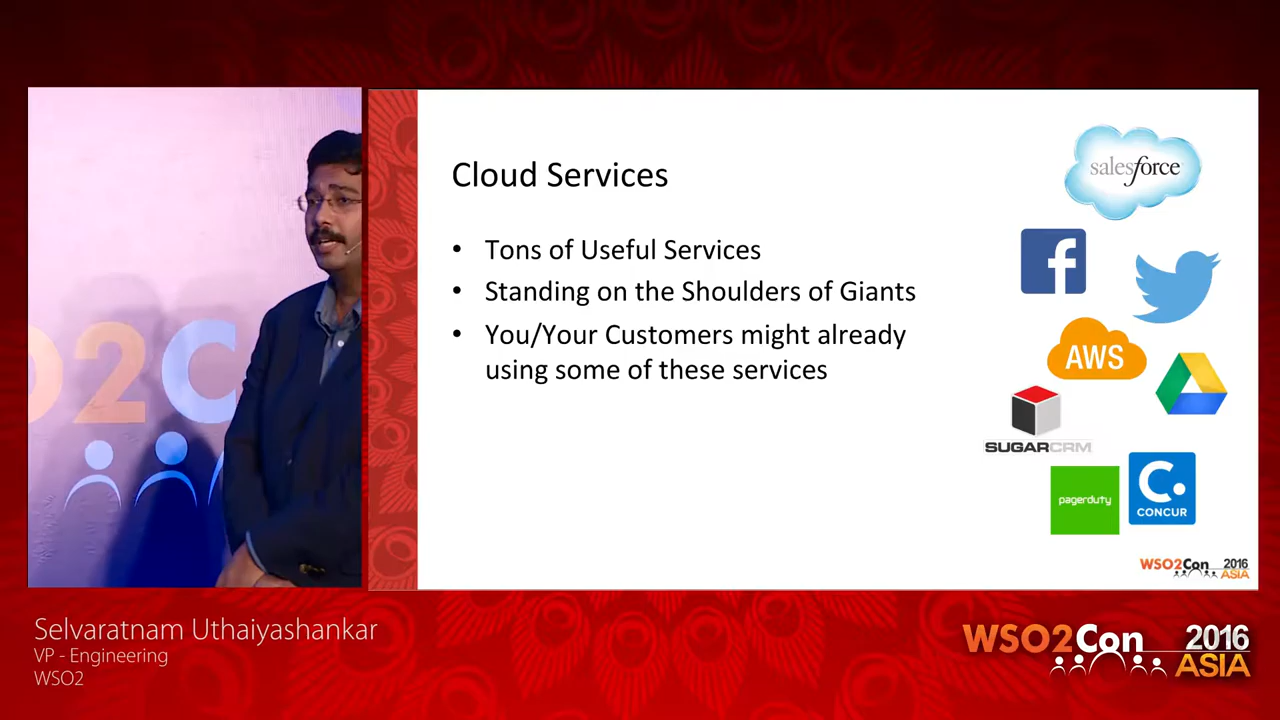 O2C
Cloud Services
• Tons of Useful Services
• Standing on the Shoulders of Giants
• You/Your Customers might already
using some of these services
salesforce
f
AWS
SUGARCRM
pagerduty
C.
CONCUR
WSO2Con 2016
ASIA
Selvaratnam Uthaiyashankar
VP - Engineering
WSO2
WSO2Con 2016
ASIA